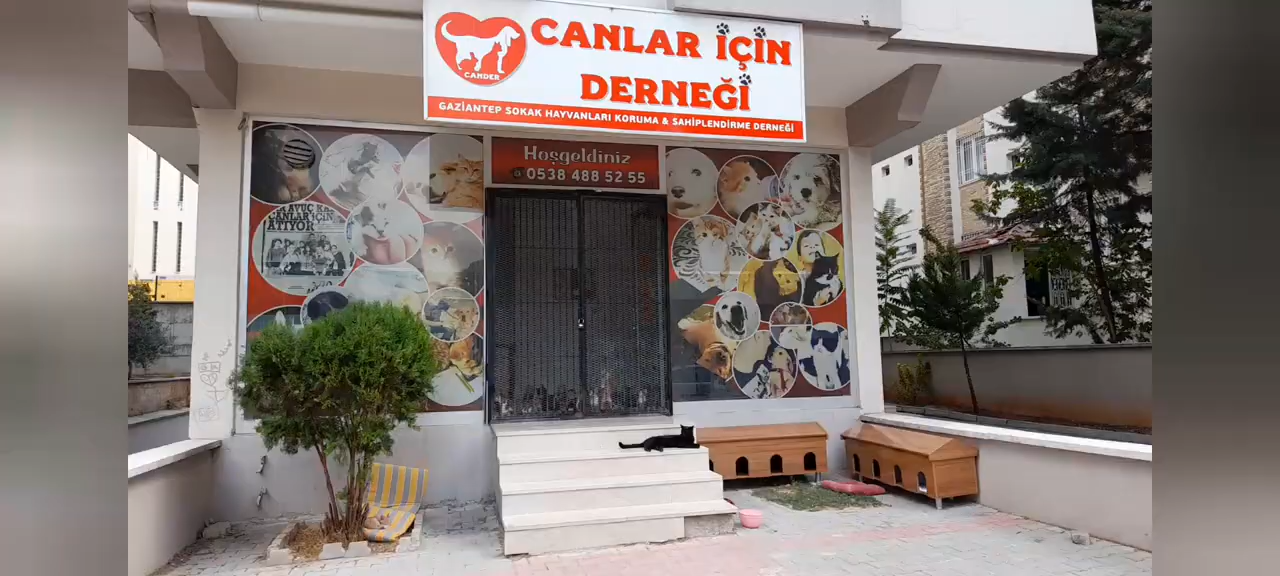 CANLAR İÇİN
DERNEĞİ
CANDER
GAZİANTEP SOKAK HAYVANLARI KORUMA & SAHİPLENDİRME DERNEĞİ
Hoşgeldiniz
0538 488 52 55
AVUÇ
CANLAR İÇİN
ATIYOR